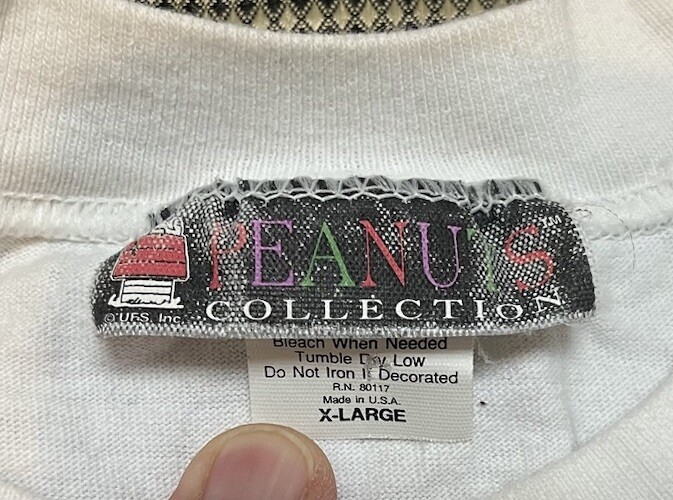 PEANUTS
COLLECTION
© UFS, Inc.
Bleach When Needed
Tumble Dry Low
Do Not Iron If Decorated
R.N. 80117
Made in U.S.A.
X-LARGE